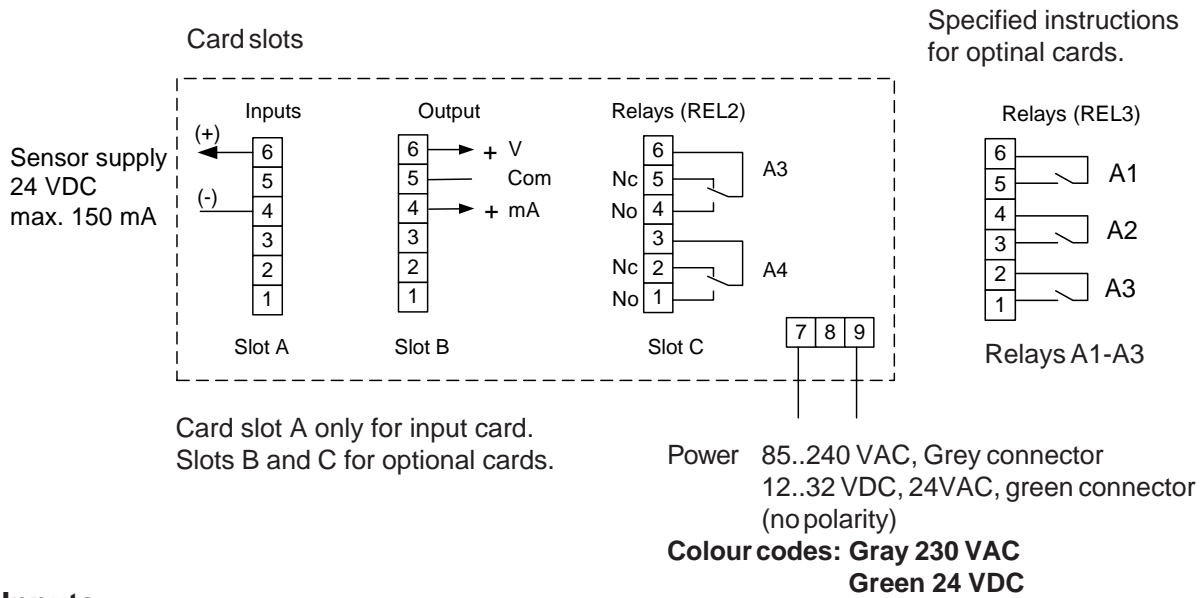 Specified instructions
for optinal cards.
Card slots
Inputs
Output
Relays (REL2)
Relays (REL3)
Sensor supply
24 VDC
max. 150 mA
(+)
(-)
6
5
4
3
2
1
Slot A
6
5
4
3
2
1
+ V
Com
+ mA
Slot B
6
Nc 5
No 4
3
Nc 2
No 1
A3
A4
Slot C
7 8 9
6
5
4
3
2
1
A1
A2
A3
Relays A1-A3
Card slot A only for input card.
Slots B and C for optional cards.
Power 85..240 VAC, Grey connector
12..32 VDC, 24VAC, green connector
(no polarity)
Colour codes: Gray 230 VAC
Green 24 VDC